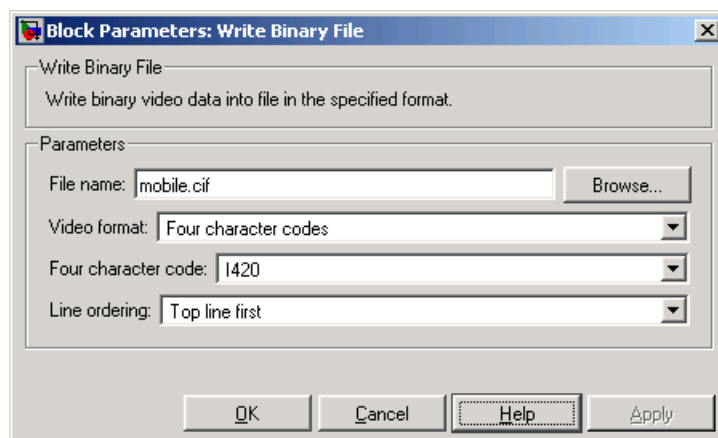 Block Parameters: Write Binary File
Write Binary File
Write binary video data into file in the specified format.
Parameters
File name: mobile.cif Browse...
Video format: Four character codes
Four character code: I420
Line ordering: Top line first
OK Cancel Help Apply